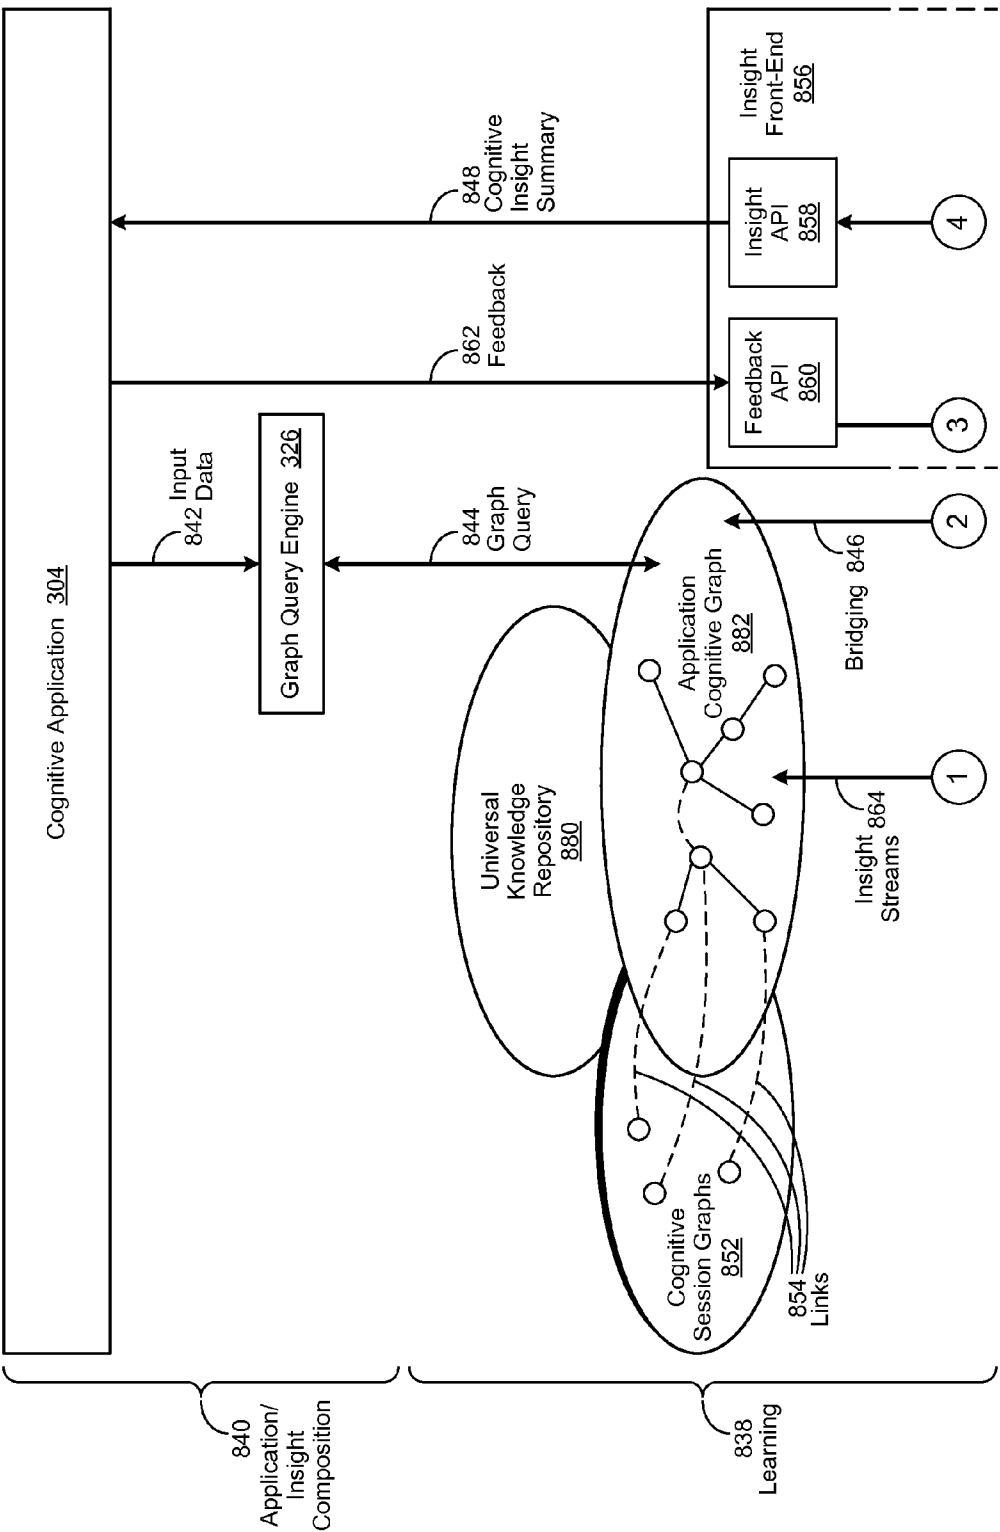 840
Application/
Insight
Composition
Cognitive Application 304
842 Input
Data
Graph Query Engine 326
844
Graph
Query
862
Feedback
848
Cognitive
Insight
Summary
838
Learning
Universal
Knowledge
Repository
880
Cognitive
Session Graphs
852
854
Links
Application
Cognitive Graph
882
Insight 864
Streams
Bridging 846
Feedback
API
860
Insight
API
858
Insight
Front-End
856
1
2
3
4